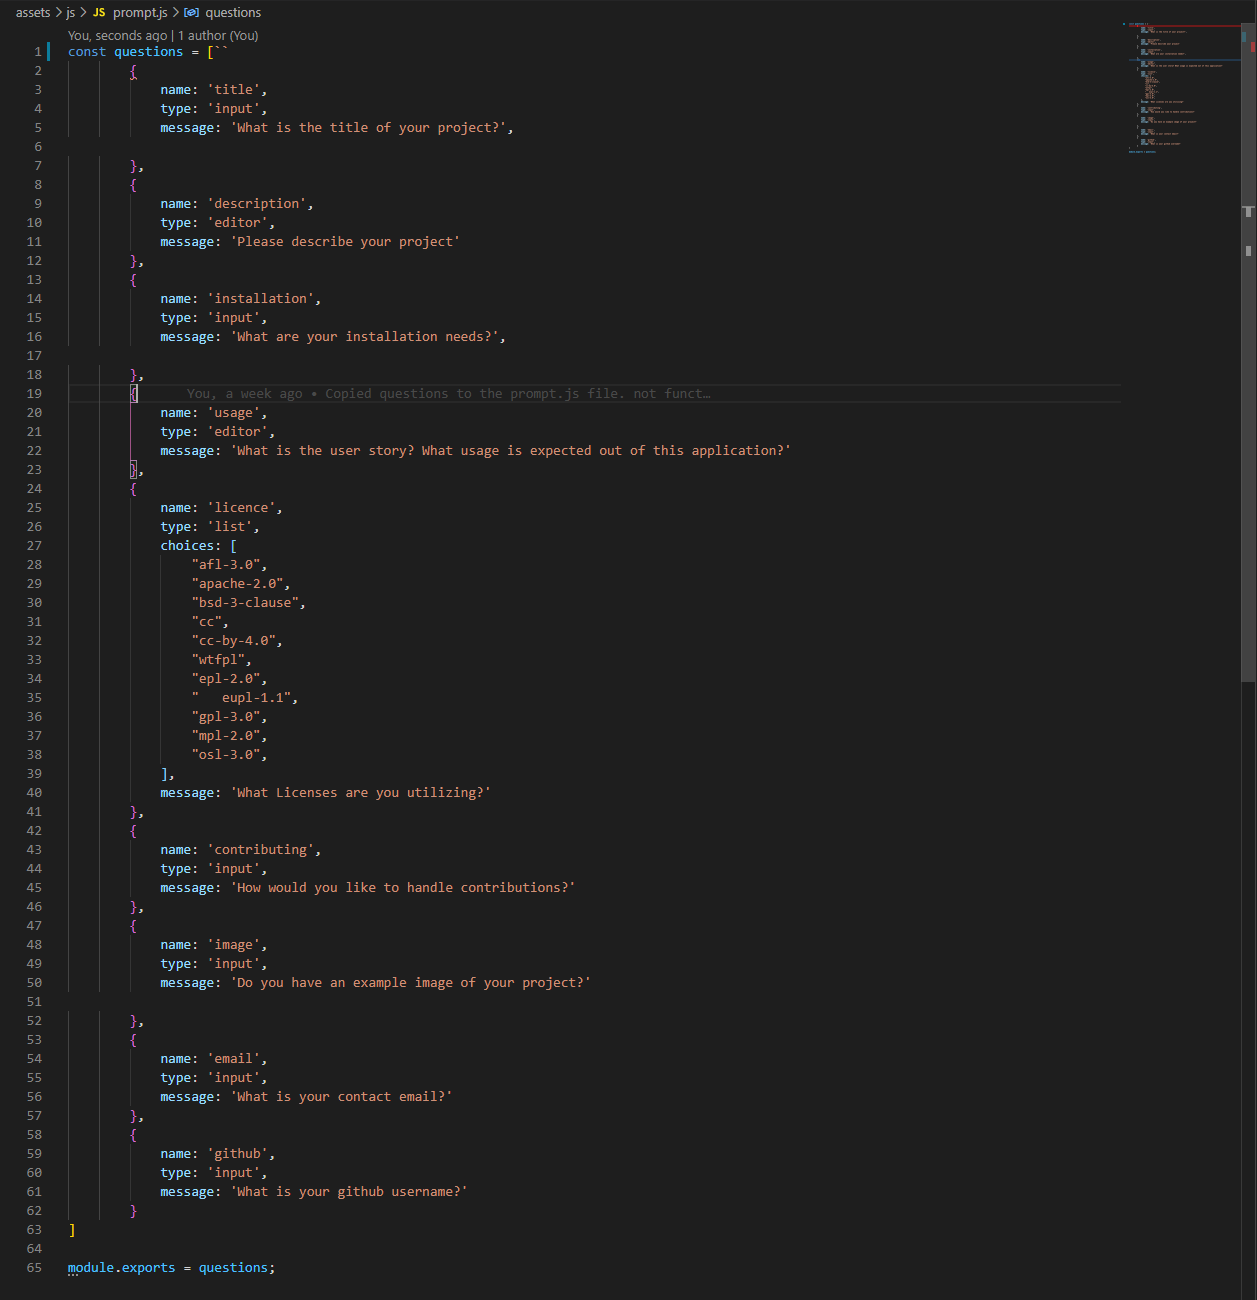 assets > js > JS prompt.js > questions
You, seconds ago | 1 author (You)
1 const questions = [``
2 {
3 name: 'title',
4 type: 'input',
5 message: 'What is the title of your project?',
6
7 },
8 {
9 name: 'description',
10 type: 'editor',
11 message: 'Please describe your project'
12 },
13 {
14 name: 'installation',
15 type: 'input',
16 message: 'What are your installation needs?',
17
18 },
19 { You, a week ago • Copied questions to the prompt.js file. not funct…
20 name: 'usage',
21 type: 'editor',
22 message: 'What is the user story? What usage is expected out of this application?'
23 },
24 {
25 name: 'licence',
26 type: 'list',
27 choices: [
28 "afl-3.0",
29 "apache-2.0",
30 "bsd-3-clause",
31 "cc",
32 "cc-by-4.0",
33 "wtfpl",
34 "epl-2.0",
35 "   eupl-1.1",
36 "gpl-3.0",
37 "mpl-2.0",
38 "osl-3.0",
39 ],
40 message: 'What Licenses are you utilizing?'
41 },
42 {
43 name: 'contributing',
44 type: 'input',
45 message: 'How would you like to handle contributions?'
46 },
47 {
48 name: 'image',
49 type: 'input',
50 message: 'Do you have an example image of your project?'
51
52 },
53 {
54 name: 'email',
55 type: 'input',
56 message: 'What is your contact email?'
57 },
58 {
59 name: 'github',
60 type: 'input',
61 message: 'What is your github username?'
62 }
63 ]
64
65 module.exports = questions;